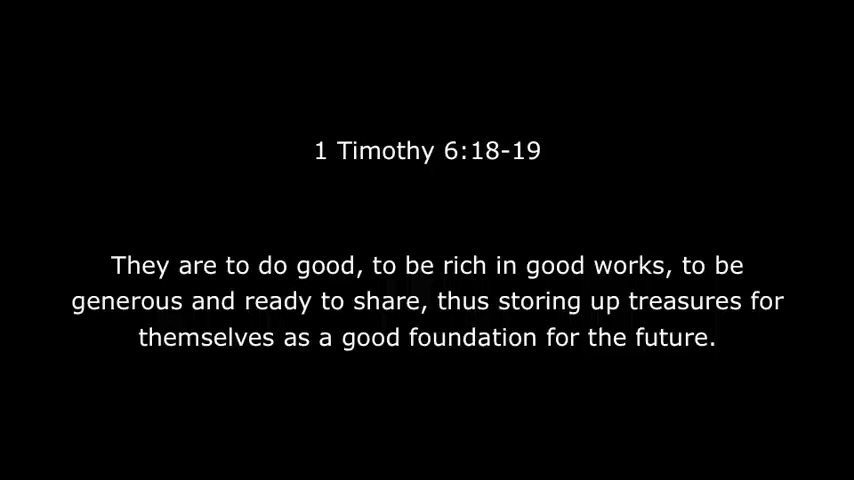 1 Timothy 6:18-19
They are to do good, to be rich in good works, to be
generous and ready to share, thus storing up treasures for
themselves as a good foundation for the future.